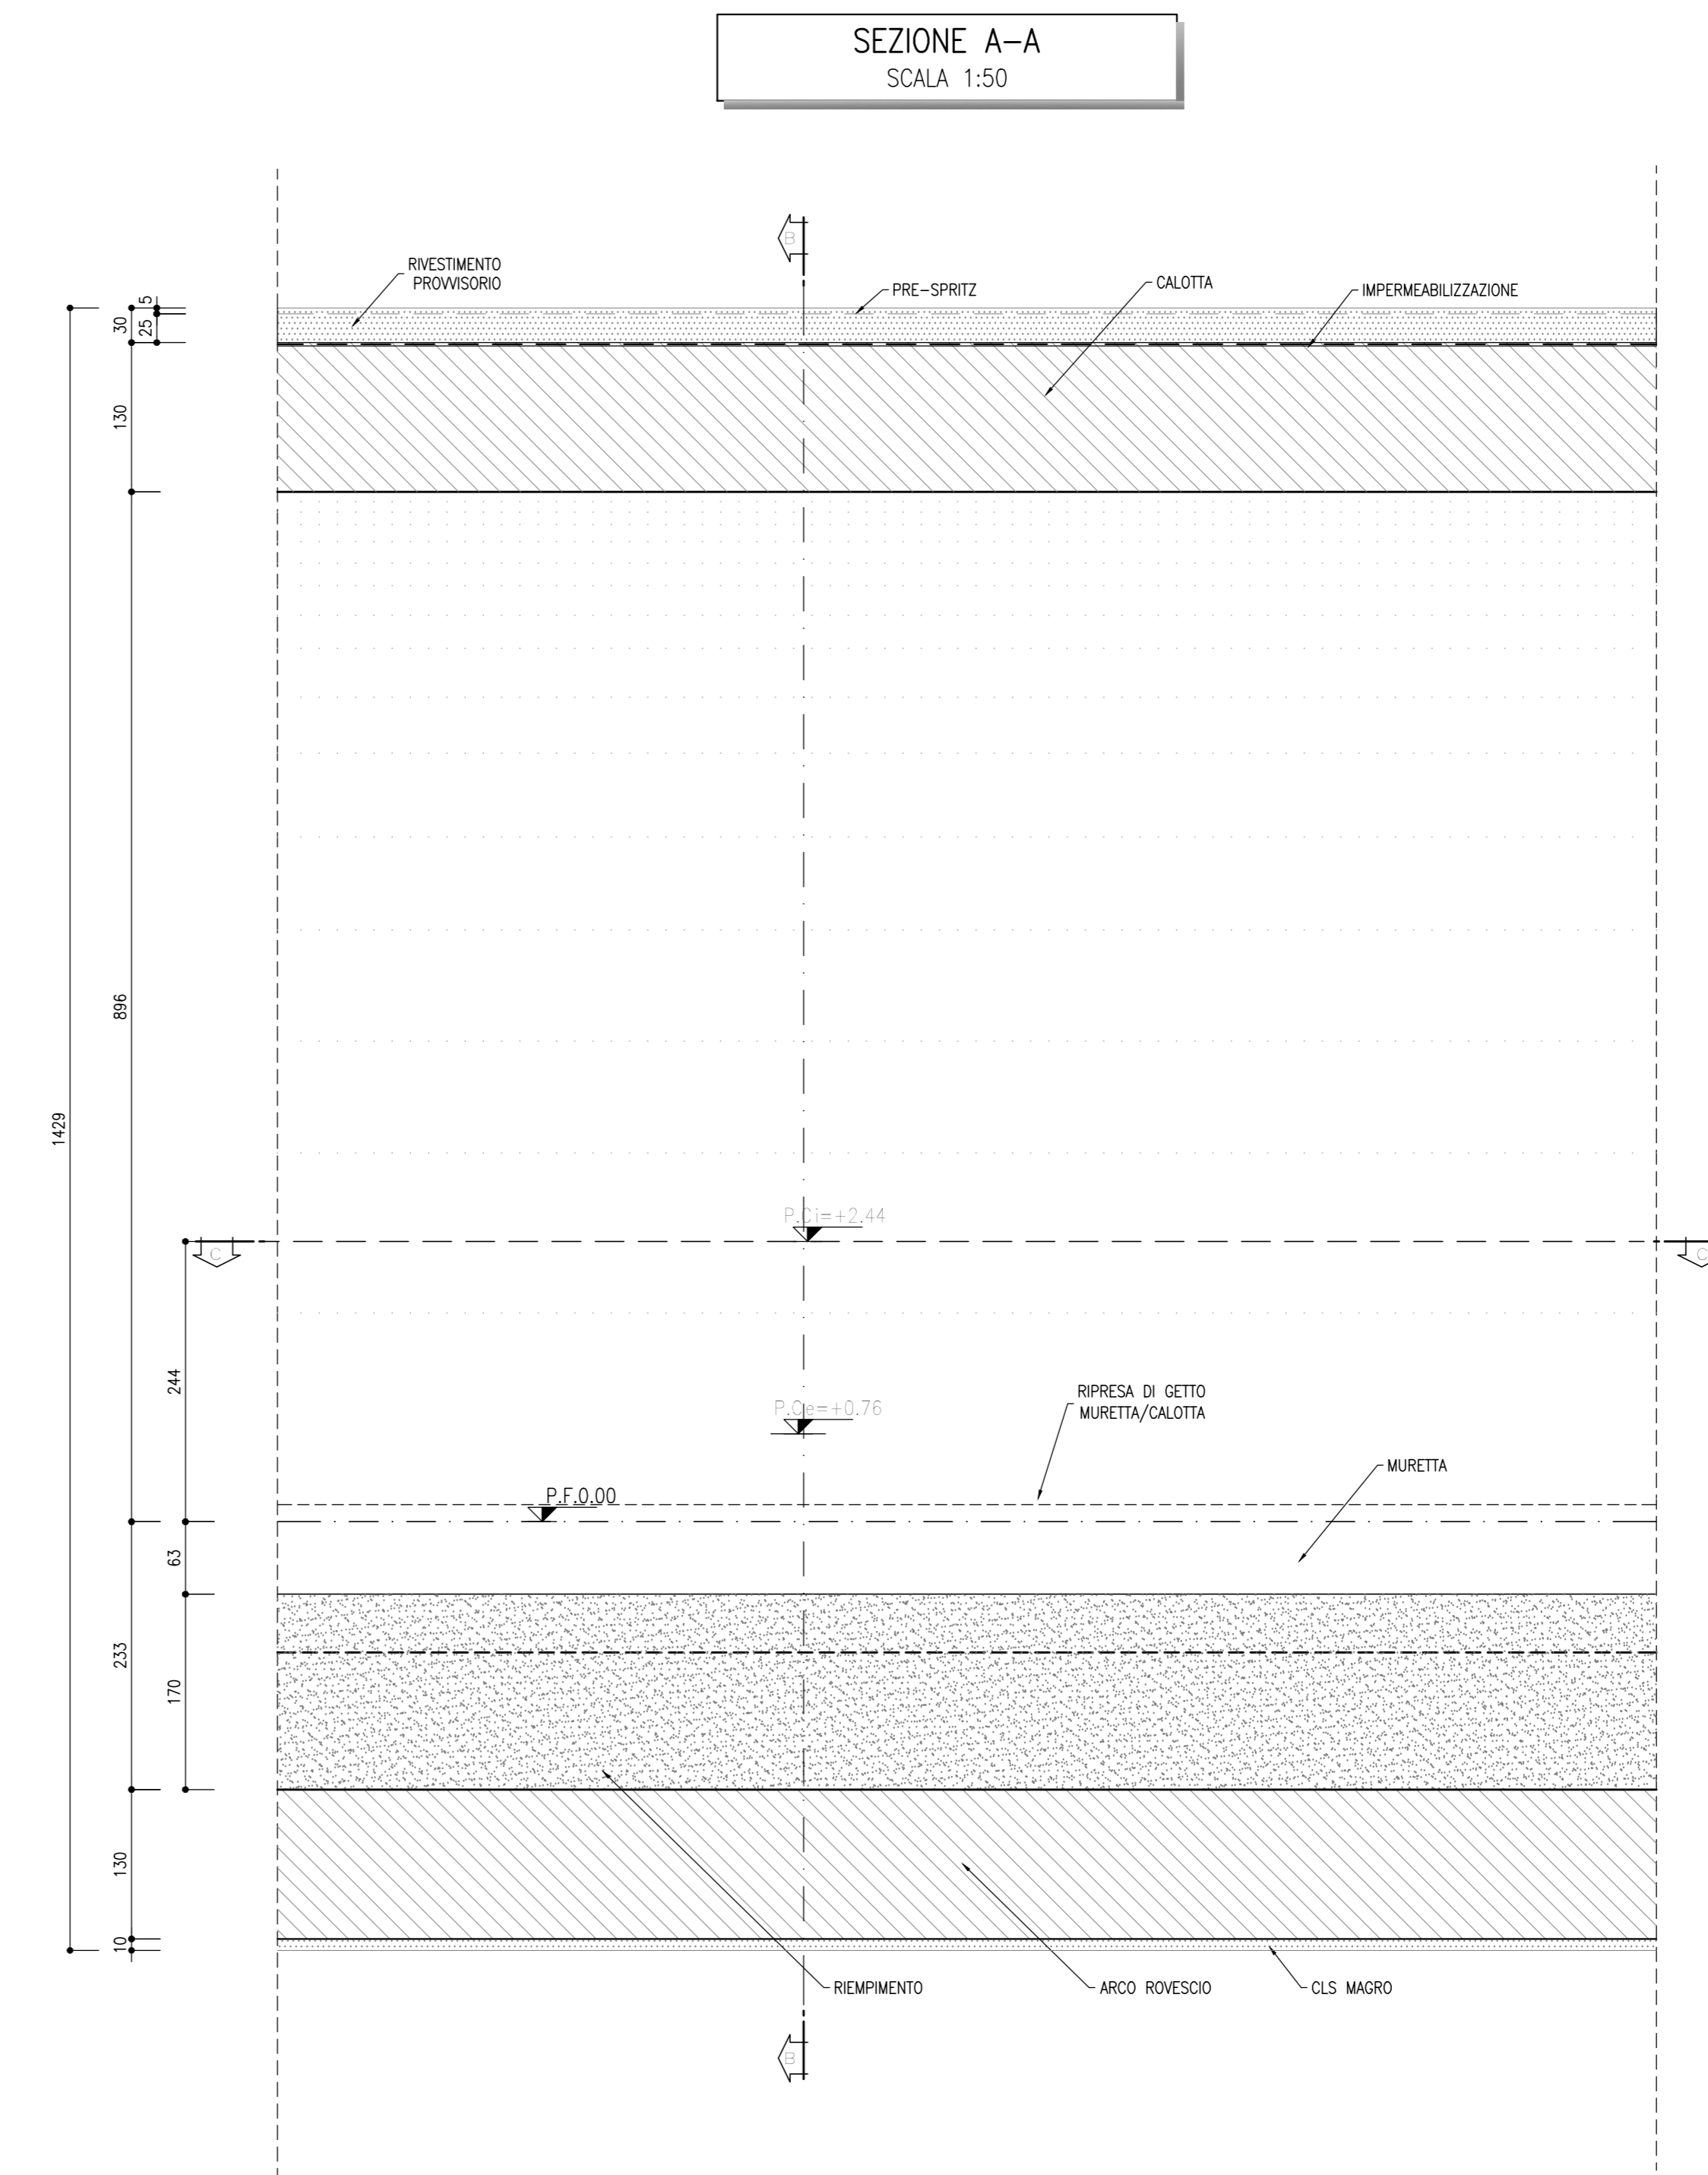 SEZIONE A-A
SCALA 1:50
B
RIVESTIMENTO
PROVVISORIO
PRE-SPRITZ
CALOTTA
IMPERMEABILIZZAZIONE
5
30
25
130
896
1429
P.Ci=+2.44
C
C
244
P.Ce=+0.76
RIPRESA DI GETTO
MURETTA/CALOTTA
MURETTA
P.F.0.00
63
233
170
130
10
RIEMPIMENTO
ARCO ROVESCIO
CLS MAGRO
B